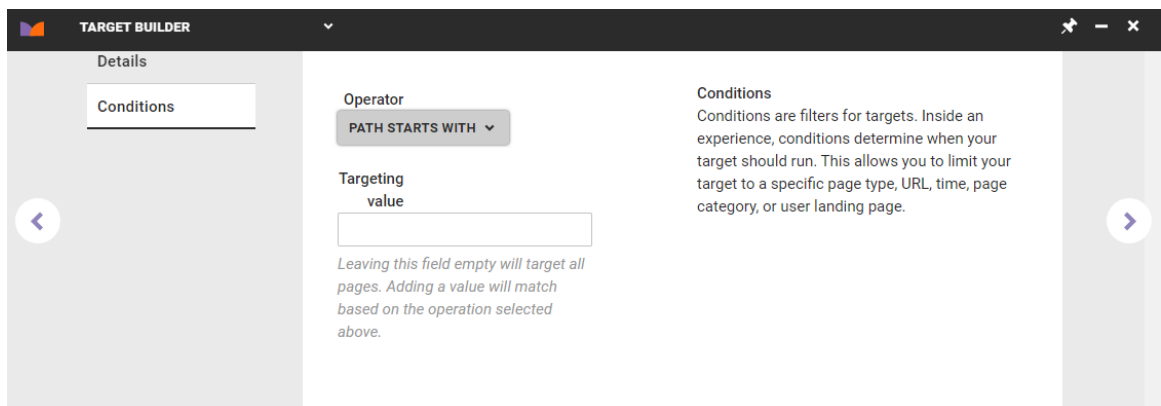 TARGET BUILDER
Details
Conditions
Operator
PATH STARTS WITH
Targeting
value
Leaving this field empty will target all
pages. Adding a value will match
based on the operation selected
above.
Conditions
Conditions are filters for targets. Inside an
experience, conditions determine when your
target should run. This allows you to limit your
target to a specific page type, URL, time, page
category, or user landing page.